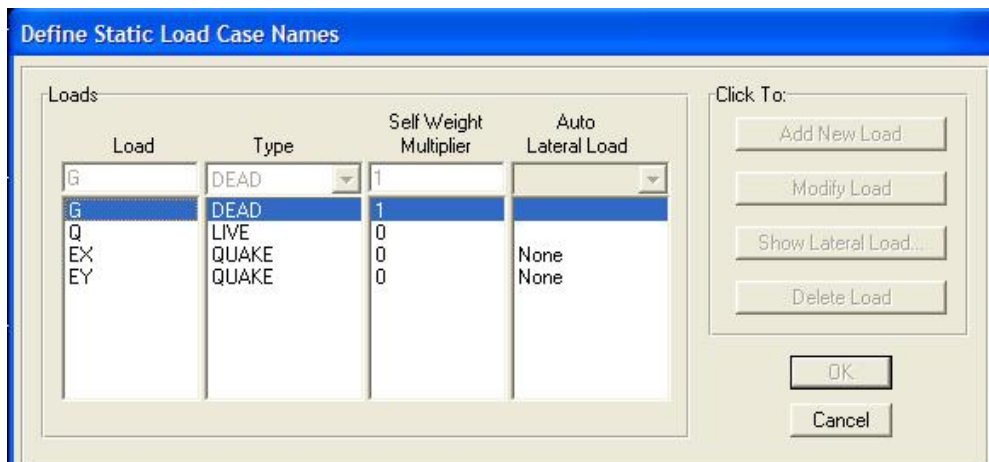 Define Static Load Case Names
Loads
Click To:
Self Weight Auto
Load Type Multiplier Lateral Load
G DEAD 1
G DEAD 1
Q LIVE 0
EX QUAKE 0 None
EY QUAKE 0 None
Add New Load
Modify Load
Show Lateral Load.....
Delete Load
OK
Cancel